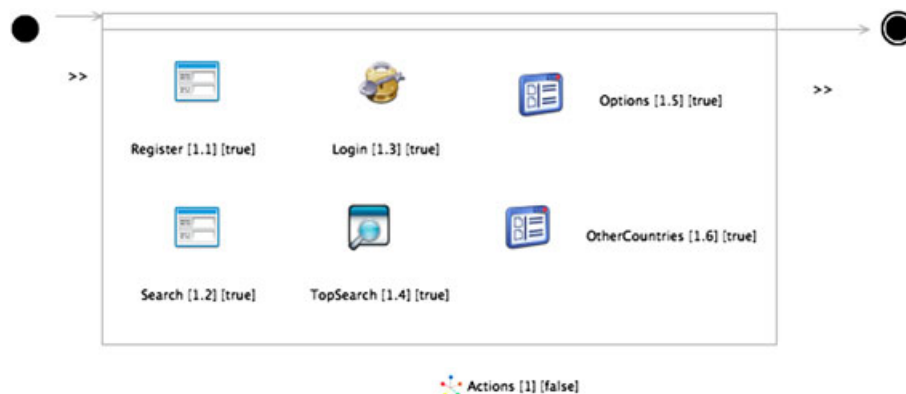 >>
Options [1.5] [true]
>>
Register [1.1] [true]
Login [1.3] [true]
OtherCountries [1.6] [true]
Search [1.2] [true]
TopSearch [1.4] [true]
Actions [1] [false]